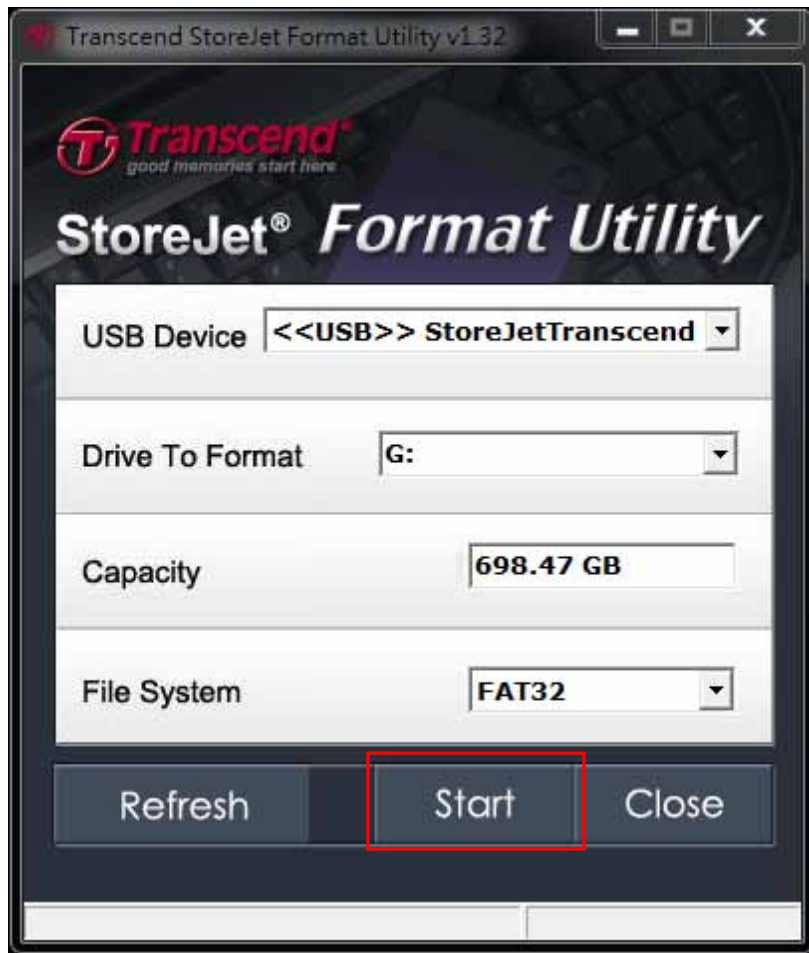 Transcend StoreJet Format Utility v1.32
Transcend®
good memories start here
StoreJet® Format Utility
USB Device <<USB>> StoreJetTranscend
Drive To Format G:
Capacity 698.47 GB
File System FAT32
Refresh Start Close